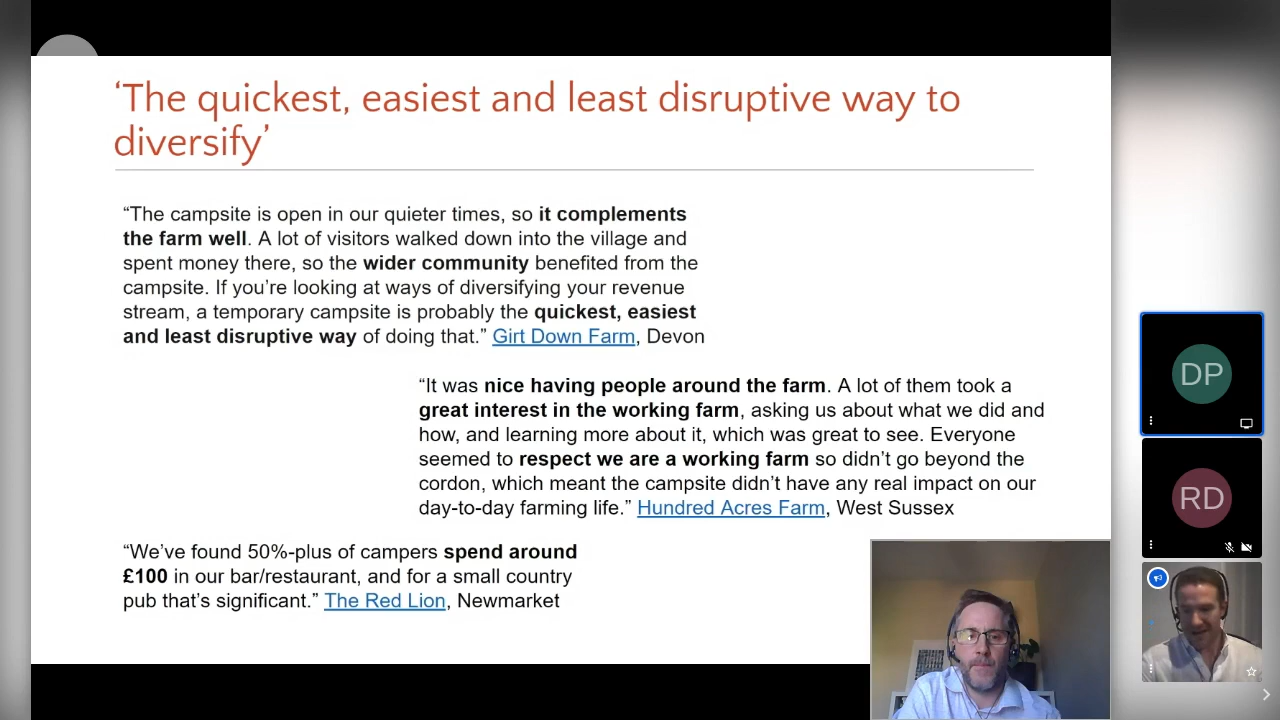 ‘The quickest, easiest and least disruptive way to
diversify’
“The campsite is open in our quieter times, so it complements
the farm well. A lot of visitors walked down into the village and
spent money there, so the wider community benefited from the
campsite. If you’re looking at ways of diversifying your revenue
stream, a temporary campsite is probably the quickest, easiest
and least disruptive way of doing that.” Girt Down Farm, Devon
“It was nice having people around the farm. A lot of them took a
great interest in the working farm, asking us about what we did and
how, and learning more about it, which was great to see. Everyone
seemed to respect we are a working farm so didn’t go beyond the
cordon, which meant the campsite didn’t have any real impact on our
day-to-day farming life.” Hundred Acres Farm, West Sussex
“We’ve found 50%-plus of campers spend around
£100 in our bar/restaurant, and for a small country
pub that’s significant.” The Red Lion, Newmarket
DP
RD